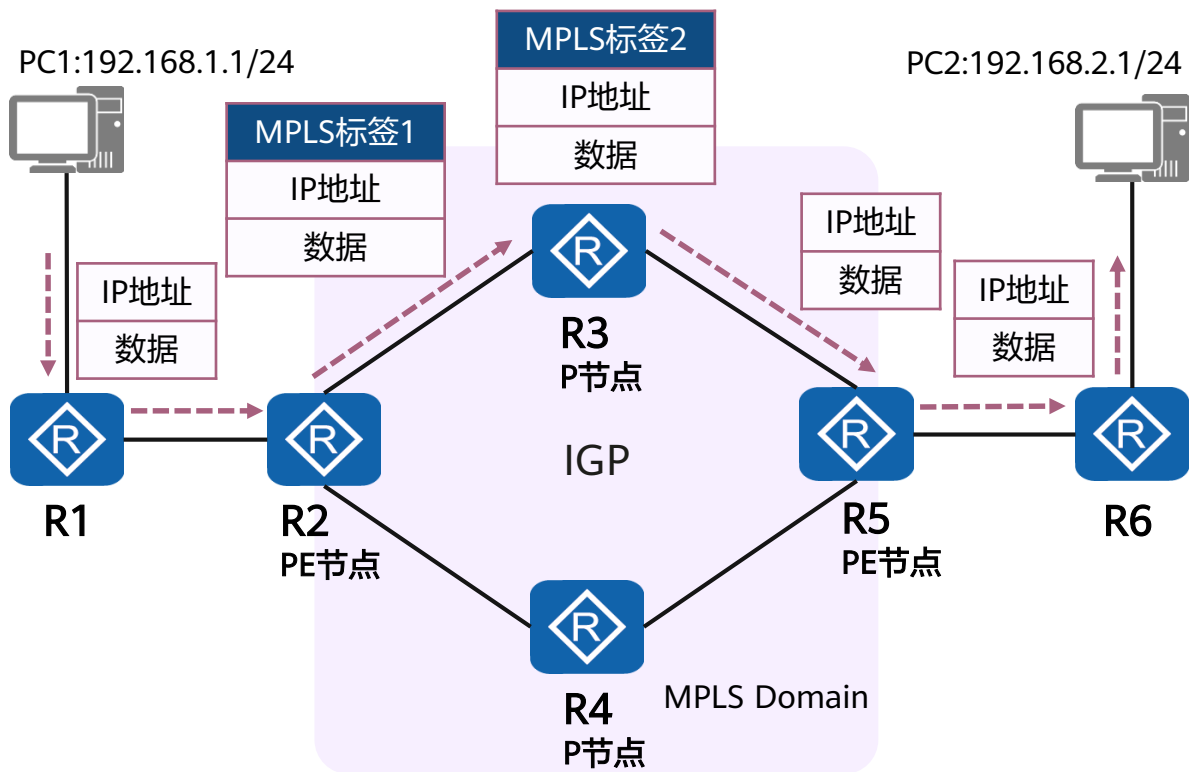 PC1:192.168.1.1/24
MPLS标签2
IP地址
数据
PC2:192.168.2.1/24
MPLS标签1
IP地址
数据
IP地址
数据
IP地址
数据
IP地址
数据
R
R3
P节点
R
R1
R
R2
PE节点
IGP
R
R5
PE节点
R
R6
R
R4
P节点
MPLS Domain